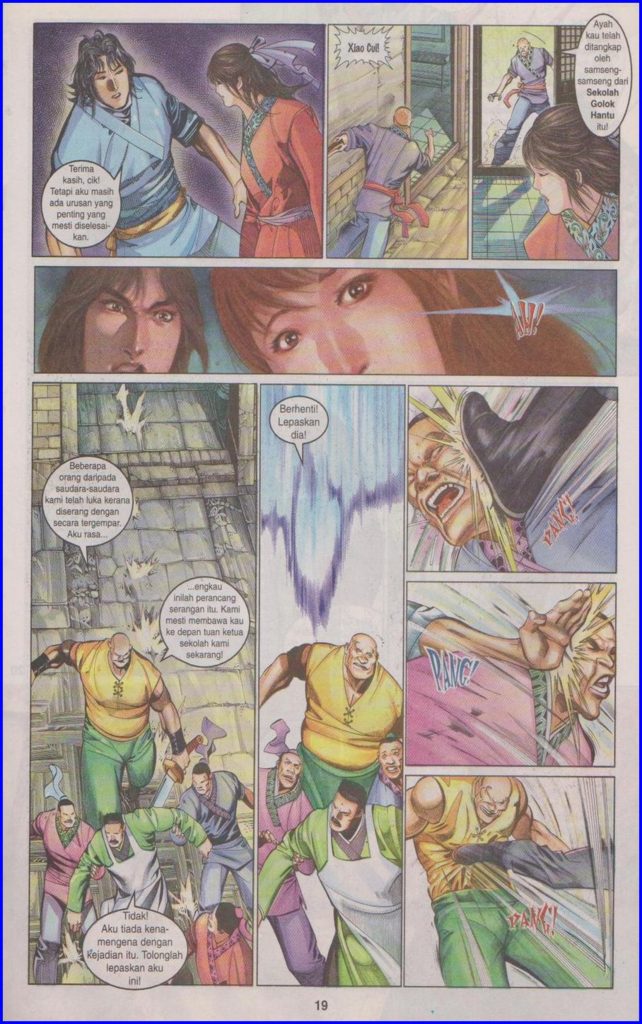 Terima
kasih, cik!
Tetapi aku masih
ada urusan yang
penting yang
mesti diselesai-
kan.
Xiao Cui!
Ayah
kau telah
ditangkap
oleh
samseng-
samseng dari
Sekolah
Golok
Hantu
itu!
AH!
Beberapa
orang daripada
saudara-saudara
kami telah luka kerana
diserang dengan
secara tergempar.
Aku rasa...
...engkau
inilah perancang
serangan itu. Kami
mesti membawa kau
ke depan tuan ketua
sekolah kami
sekarang!
Tidak!
Aku tiada kena-
mengena dengan
kejadian itu. Tolonglah
lepaskan aku
ini!
Berhenti!
Lepaskan
dia!
PANG!
PANG!
PANG!
19